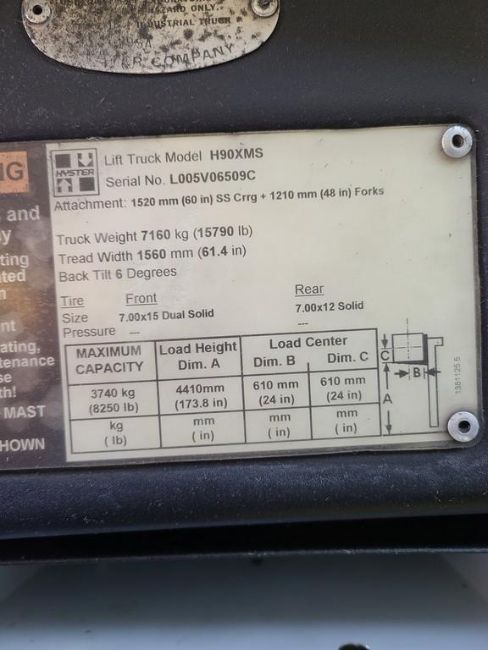 HAZARD ONLY.
INDUSTRIAL TRUCK
COMPANY
NG
and
y
ting
ted
n
nt
ating,
tenance
se
th!
MAST
HOWN
HYSTER
Lift Truck Model H90XMS
Serial No. L005V06509C
Attachment: 1520 mm (60 in) SS Crrg + 1210 mm (48 in) Forks
Truck Weight 7160 kg (15790 lb)
Tread Width 1560 mm (61.4 in)
Back Tilt 6 Degrees
Tire Front Rear
Size 7.00x15 Dual Solid 7.00x12 Solid
Pressure --- ---
MAXIMUM CAPACITY Load Height Dim. A Load Center Dim. B Dim. C
3740 kg (8250 lb) 4410mm (173.8 in) 610 mm (24 in) 610 mm (24 in)
kg (lb) mm (in) mm (in) mm (in)
C
B
A